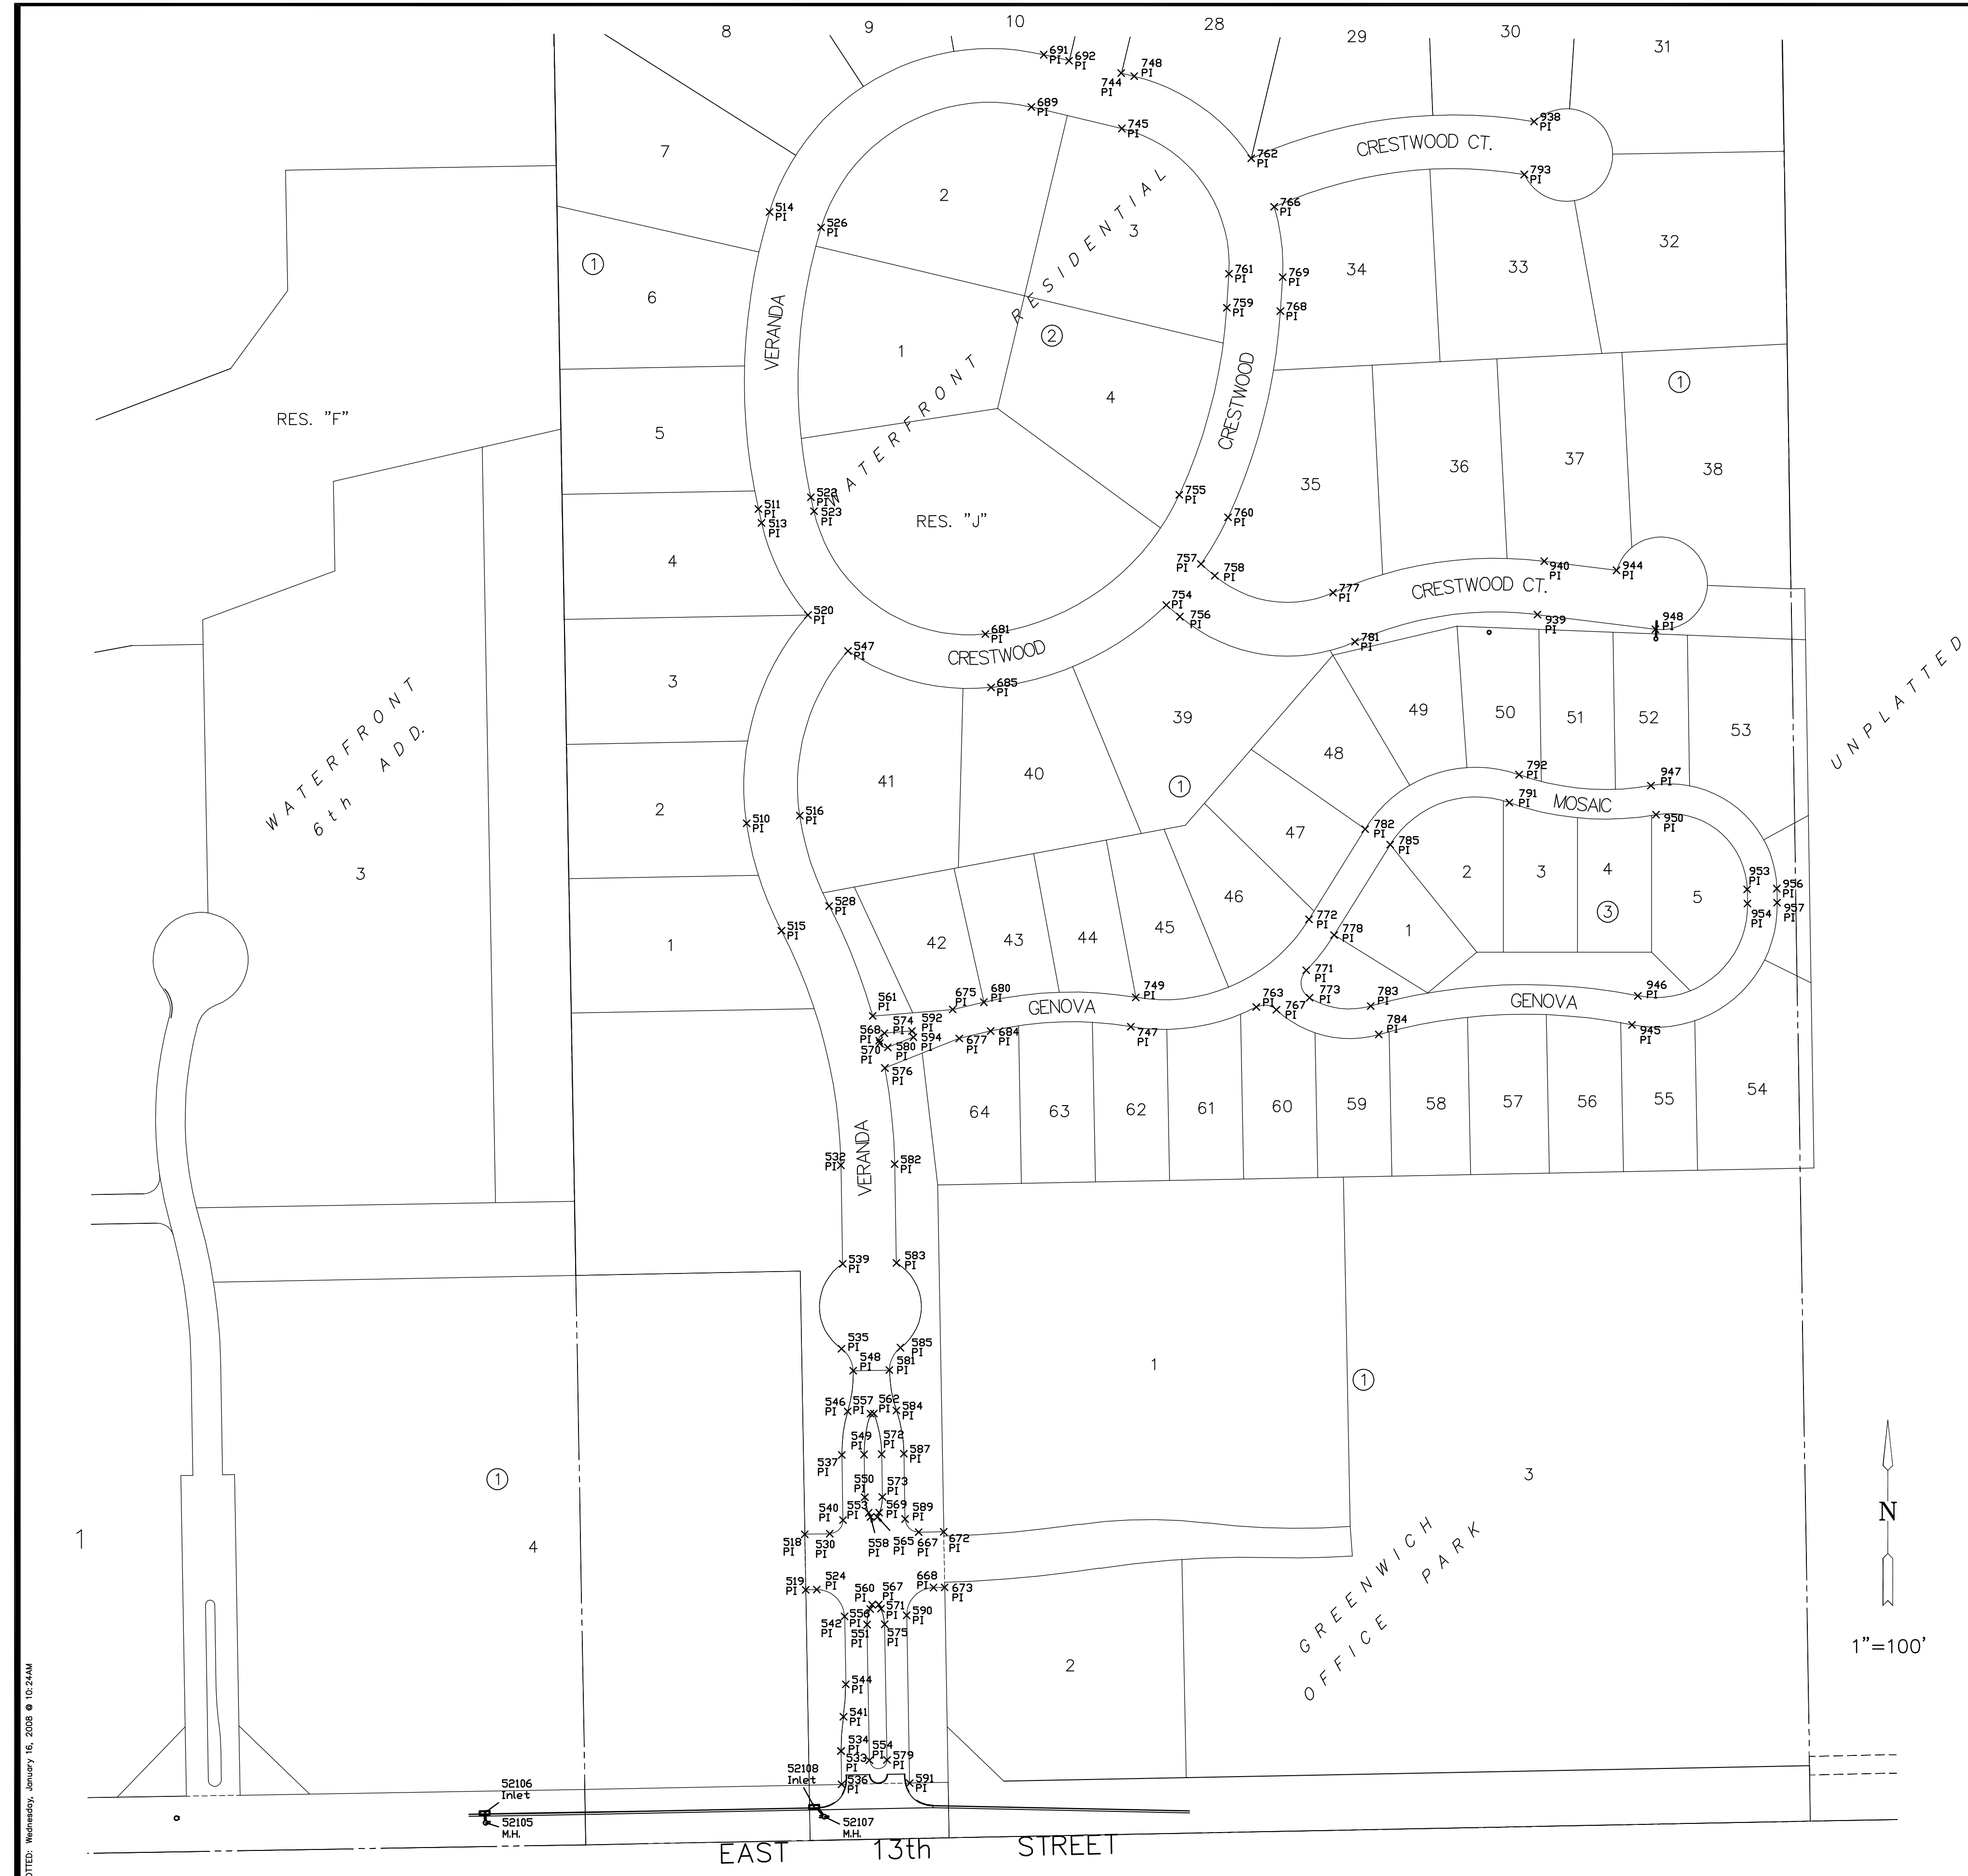 8
9
10
28
29
30
31
691
PI
692
PI
744
PI
748
PI
689
PI
745
PI
938
PI
762
PI
CRESTWOOD CT.
793
PI
7
2
514
PI
526
PI
766
PI
3
32
1
6
RESIDENTIAL
761
PI
769
PI
34
33
759
PI
768
PI
VERANDA
1
2
4
CRESTWOOD
1
RES. "F"
5
WATERFRONT
36
37
38
35
522
PI
523
PI
511
PI
513
PI
755
PI
760
PI
RES. "J"
4
757
PI
758
PI
940
PI
944
PI
777
PI
CRESTWOOD CT.
754
PI
756
PI
520
PI
939
PI
948
PI
681
PI
781
PI
547
PI
CRESTWOOD
685
PI
3
UNPLATTED
WATERFRONT
6th ADD.
39
49
50
51
52
53
48
40
41
1
792
PI
947
PI
791
PI
MOSAIC
950
PI
2
510
PI
516
PI
782
PI
785
PI
47
3
2
3
4
5
953
PI
956
PI
954
PI
957
PI
3
46
528
PI
515
PI
772
PI
778
PI
1
45
42
43
44
1
771
PI
773
PI
749
PI
561
PI
675
PI
680
PI
GENOVA
763
PI
767
PI
783
PI
GENOVA
946
PI
568
PI
574
PI
592
PI
594
PI
570
PI
580
PI
677
PI
684
PI
747
PI
784
PI
945
PI
576
PI
64
63
62
61
60
59
58
57
56
55
54
VERANDA
532
PI
582
PI
539
PI
583
PI
535
PI
585
PI
548
PI
581
PI
1
1
546
PI
557
PI
562
PI
584
PI
549
PI
572
PI
587
PI
537
PI
1
550
PI
573
PI
3
540
PI
553
PI
569
PI
589
PI
518
PI
530
PI
558
PI
565
PI
667
PI
672
PI
N
1
4
GREENWICH
OFFICE PARK
519
PI
524
PI
560
PI
567
PI
668
PI
673
PI
571
PI
590
PI
542
PI
PI
551
PI
575
PI
1"=100'
2
544
PI
541
PI
534
PI
533
PI
554
PI
579
PI
536
PI
591
PI
52106
Inlet
52108
Inlet
52105
M.H.
52107
M.H.
EAST 13th STREET
Wednesday, January 16, 2008 @ 10:24AM